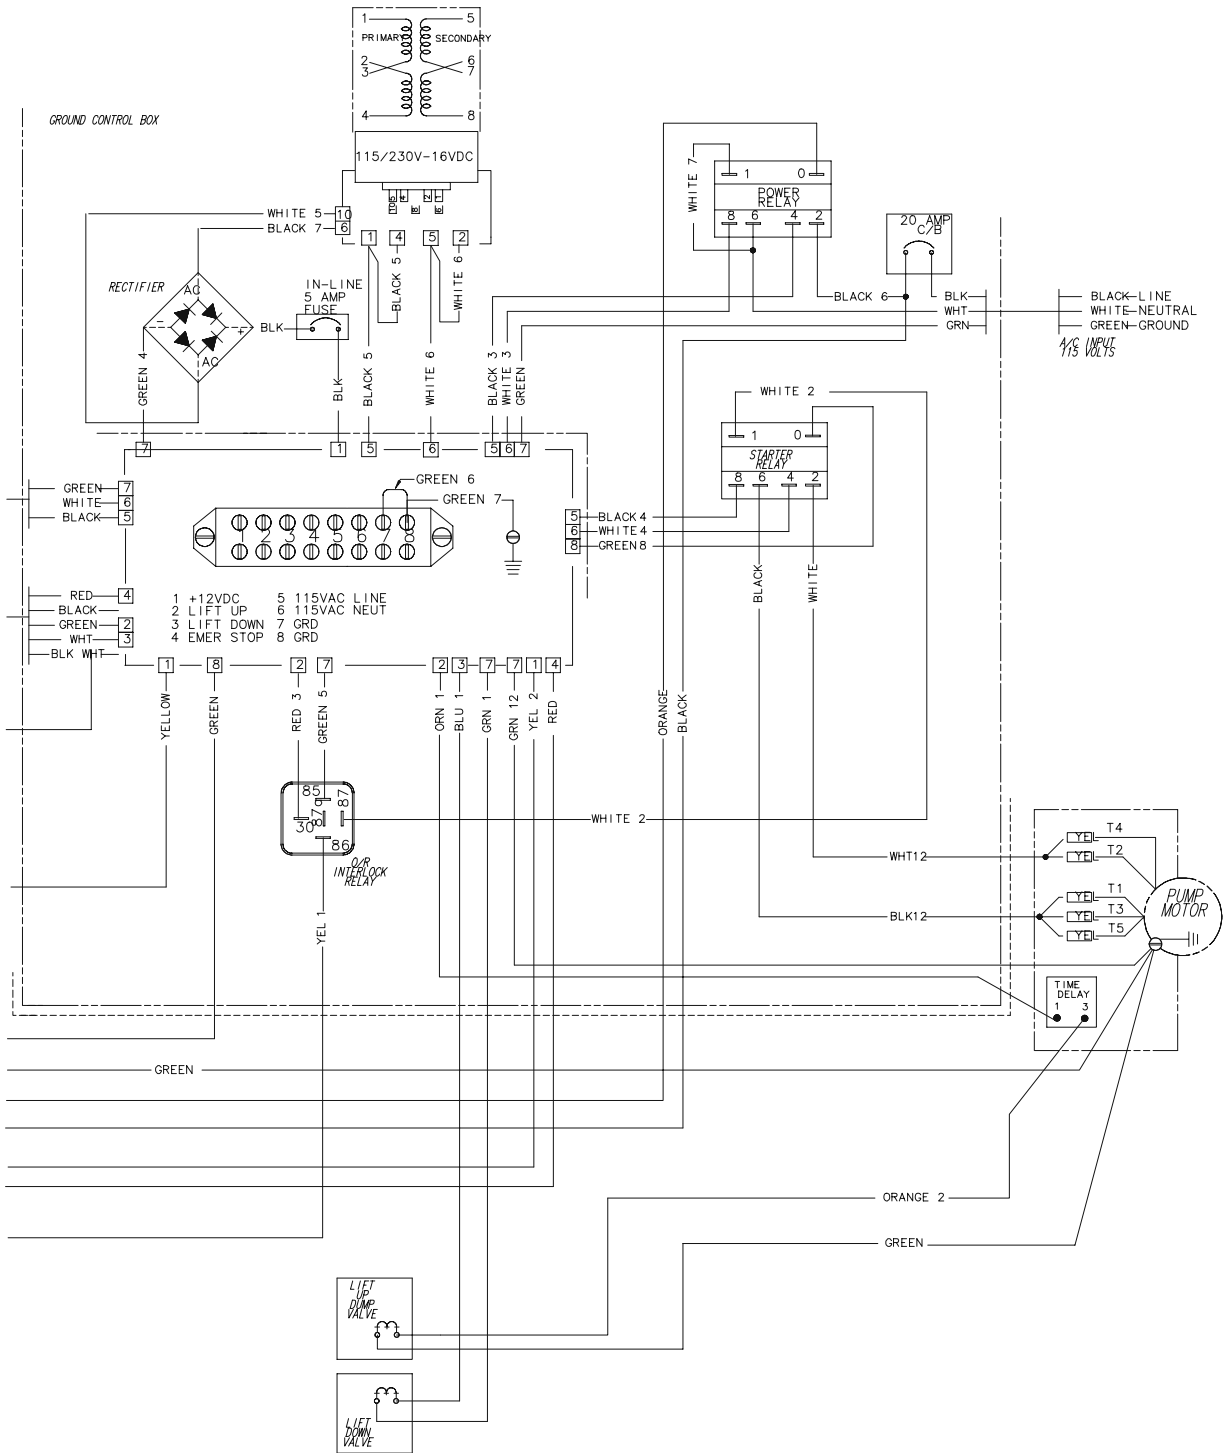 1
5
PRIMARY
SECONDARY
2
6
3
7
4
8
GROUND CONTROL BOX
115/230V-16VDC
10 5
4
2
1
8
6
WHITE 5
10
BLACK 7
6
1
4
5
2
WHITE 7
1
0
POWER
RELAY
8
6
4
2
20 AMP
C/B
RECTIFIER
AC
-
+
AC
IN-LINE
5 AMP
FUSE
BLK
BLACK 5
WHITE 6
BLACK 6
BLK
BLACK
LINE
WHT
WHITE
NEUTRAL
GRN
GREEN
GROUND
A/C INPUT
115 VOLTS
GREEN 4
BLK
BLACK 5
WHITE 6
BLACK 3
WHITE 3
GREEN
WHITE 2
1
0
STARTER
RELAY
8
6
4
2
7
1
5
6
5
6
7
GREEN 6
GREEN 7
GREEN
7
WHITE
6
BLACK
5
1
2
3
4
5
6
7
8
5
BLACK 4
6
WHITE 4
8
GREEN 8
BLACK
WHITE
RED
4
BLACK
GREEN
2
WHT
3
BLK WHT
1 +12VDC
5 115VAC LINE
2 LIFT UP
6 115VAC NEUT
3 LIFT DOWN
7 GRD
4 EMER STOP
8 GRD
1
8
2
7
2
3
7
7
1
4
YELLOW
GREEN
RED 3
GREEN 5
ORN 1
BLU 1
GRN 1
GRN 12
YEL 2
RED
ORANGE
BLACK
85
87
87a
30
86
O/R
INTERLOCK
RELAY
WHITE 2
YEL 1
WHT12
BLK12
YEL
T4
YEL
T2
YEL
T1
YEL
T3
YEL
T5
PUMP
MOTOR
TIME
DELAY
1
3
GREEN
ORANGE 2
GREEN
LIFT
UP
DUMP
VALVE
LIFT
DOWN
VALVE